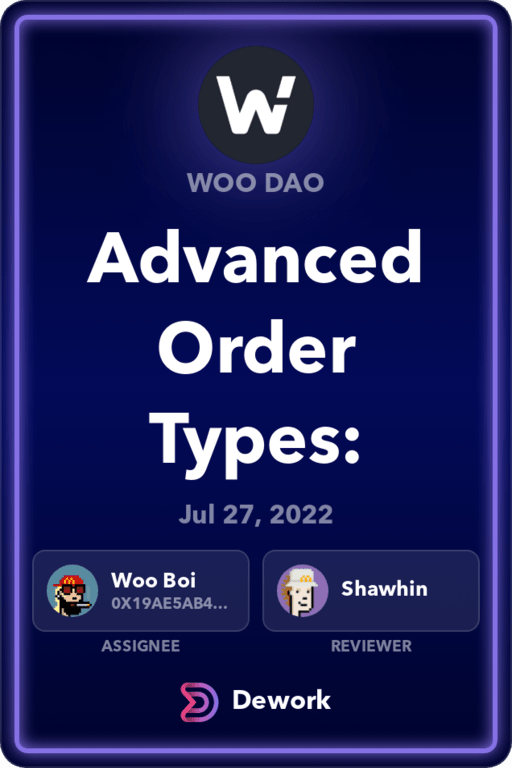 WOO DAO
Advanced
Order
Types:
Jul 27, 2022
Woo Boi
0X19AE5AB4...
Shawhin
ASSIGNEE
REVIEWER
Dework